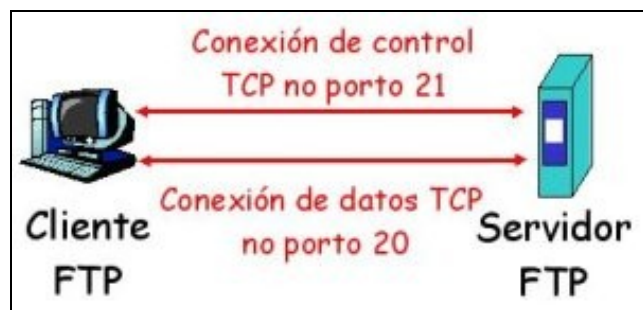 Conexión de control
TCP no porto 21
Conexión de datos TCP
no porto 20
Cliente
FTP
Servidor
FTP